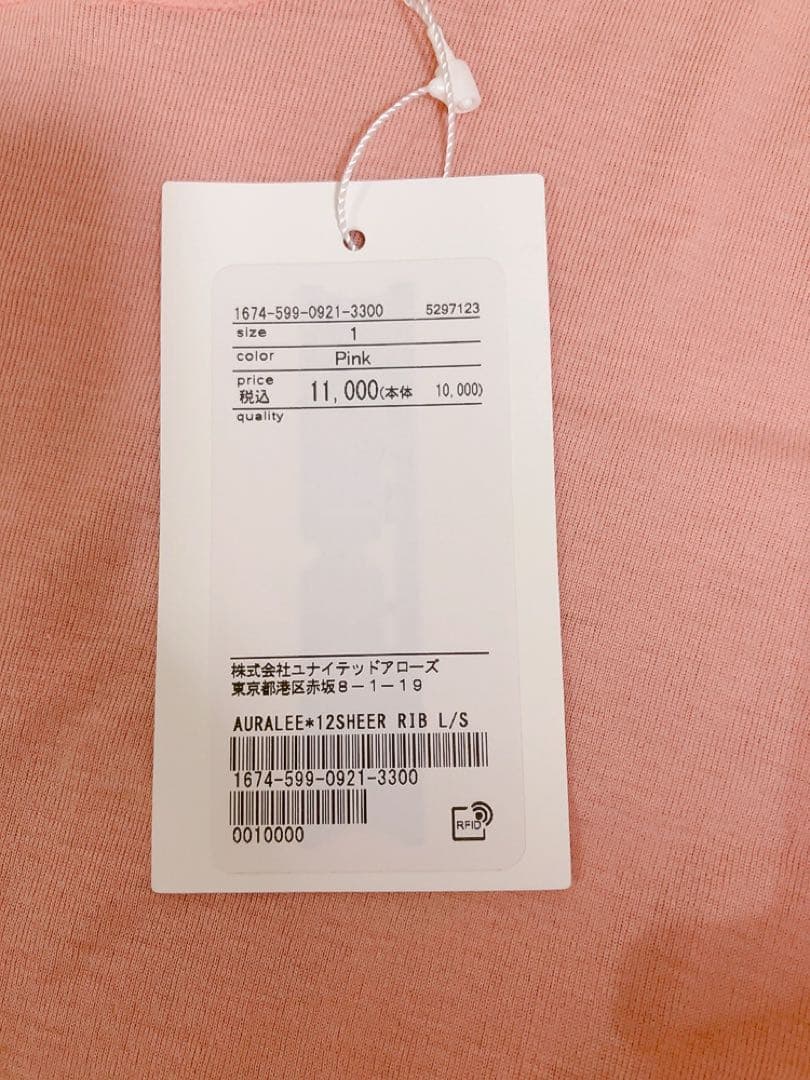 1674-599-0921-3300 5297123
size 1
color Pink
price
税込 11,000(本体 10,000)
quality
株式会社ユナイテッドアローズ
東京都港区赤坂8-1-19
AURALEE*12SHEER RIB L/S
1674-599-0921-3300
0010000
RFID